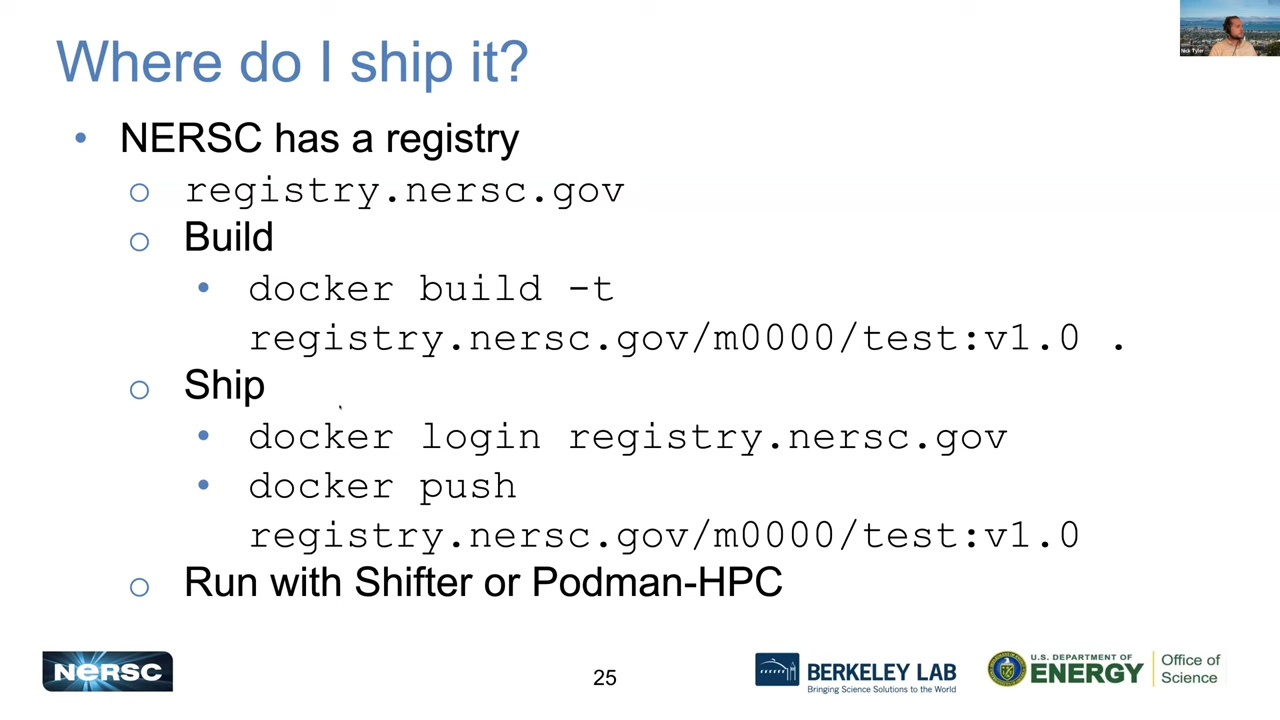 Where do I ship it?
Nick Tyler
• NERSC has a registry
o registry.nersc.gov
o Build
• docker build -t
registry.nersc.gov/m0000/test:v1.0 .
o Ship
• docker login registry.nersc.gov
• docker push
registry.nersc.gov/m0000/test:v1.0
o Run with Shifter or Podman-HPC
NERSC
25
BERKELEY LAB
Bringing Science Solutions to the World
U.S. DEPARTMENT OF
ENERGY
Office of
Science